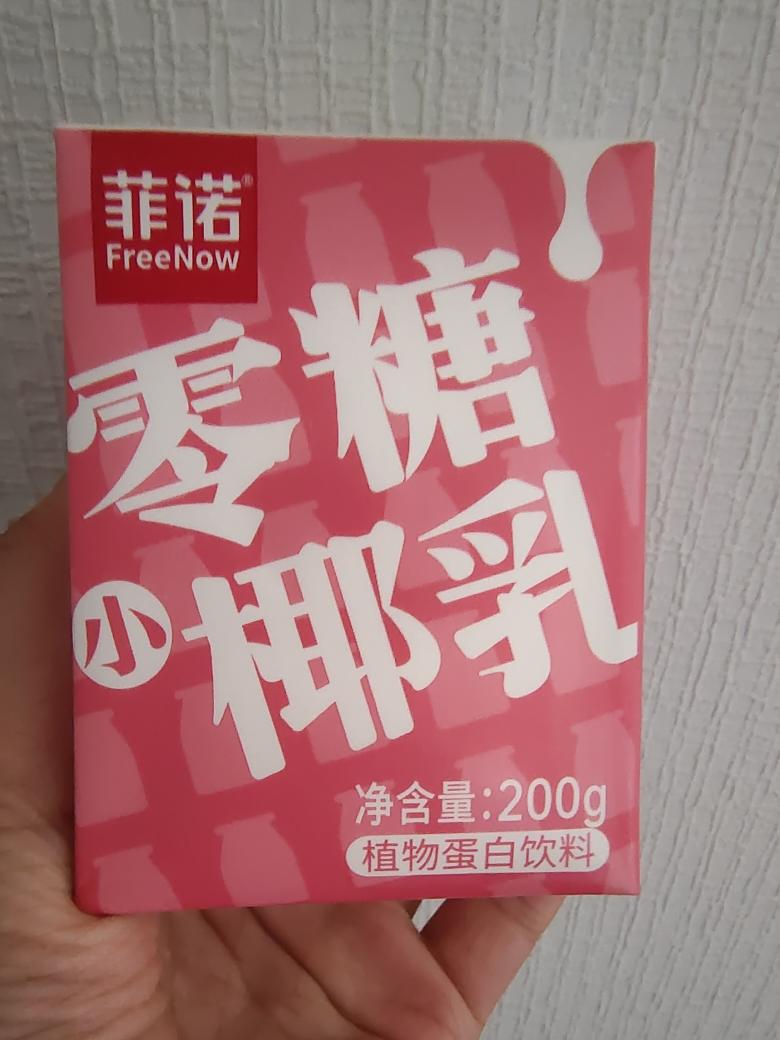 菲诺®
FreeNow
零糖
小椰乳
净含量:200g
植物蛋白饮料